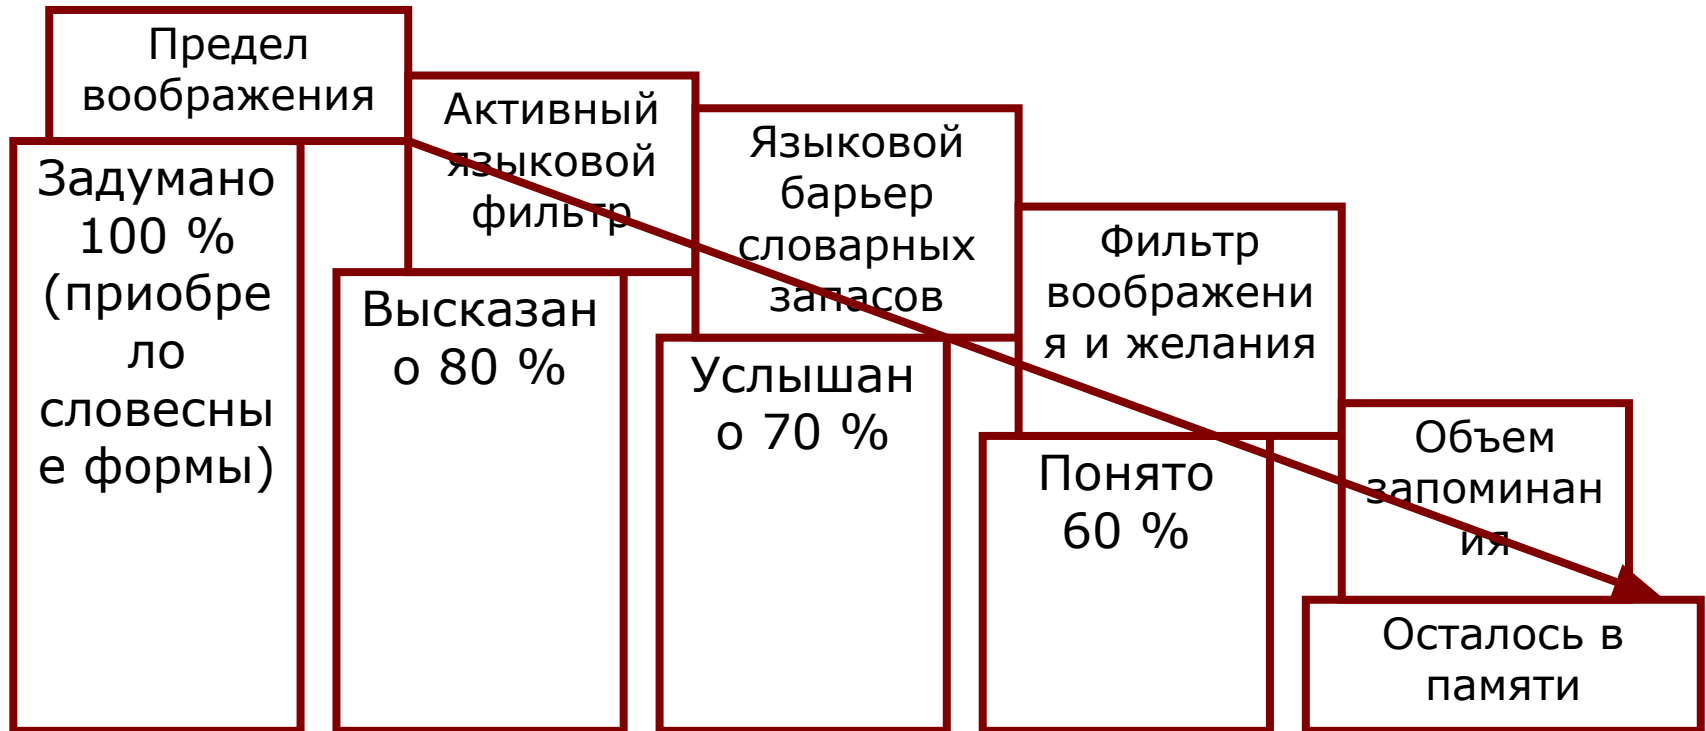 Предел
воображения
Задумано
100 %
(приобре
ло
словесны
е формы)
Активный
языковой
фильтр
Высказан
о 80 %
Языковой
барьер
словарных
запасов
Услышан
о 70 %
Фильтр
воображени
я и желания
Понято
60 %
Объем
запоминан
ия
Осталось в
памяти